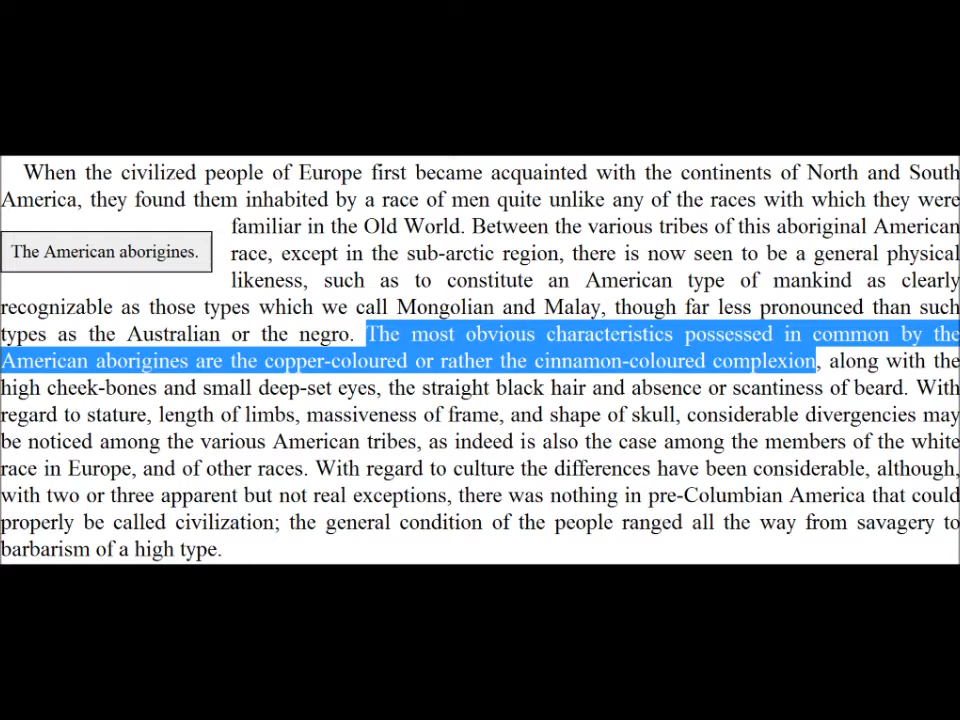 When the civilized people of Europe first became acquainted with the continents of North and South
America, they found them inhabited by a race of men quite unlike any of the races with which they were
familiar in the Old World. Between the various tribes of this aboriginal American
The American aborigines.
race, except in the sub-arctic region, there is now seen to be a general physical
likeness, such as to constitute an American type of mankind as clearly
recognizable as those types which we call Mongolian and Malay, though far less pronounced than such
types as the Australian or the negro. The most obvious characteristics possessed in common by the
American aborigines are the copper-coloured or rather the cinnamon-coloured complexion, along with the
high cheek-bones and small deep-set eyes, the straight black hair and absence or scantiness of beard. With
regard to stature, length of limbs, massiveness of frame, and shape of skull, considerable divergencies may
be noticed among the various American tribes, as indeed is also the case among the members of the white
race in Europe, and of other races. With regard to culture the differences have been considerable, although,
with two or three apparent but not real exceptions, there was nothing in pre-Columbian America that could
properly be called civilization; the general condition of the people ranged all the way from savagery to
barbarism of a high type.